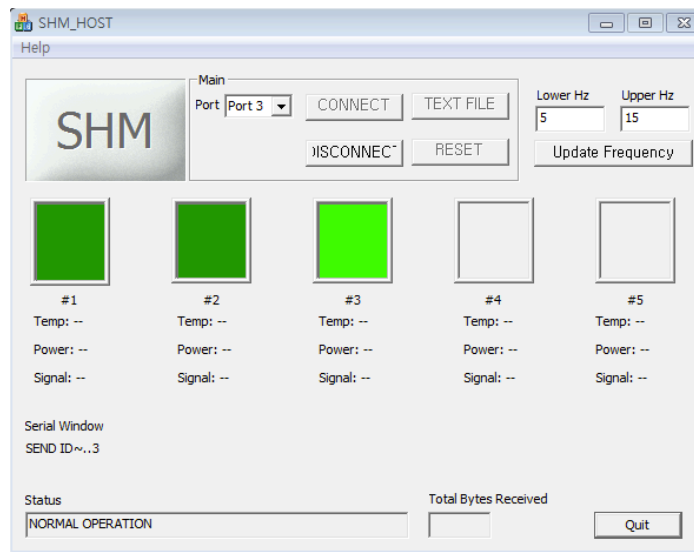 SHM_HOST
Help
SHM
Main
Port Port 3 CONNECT TEXT FILE
DISCONNECT RESET
Lower Hz Upper Hz
5 15
Update Frequency
#1 #2 #3 #4 #5
Temp: -- Temp: -- Temp: -- Temp: -- Temp: --
Power: -- Power: -- Power: -- Power: -- Power: --
Signal: -- Signal: -- Signal: -- Signal: -- Signal: --
Serial Window
SEND ID~..3
Status Total Bytes Received
NORMAL OPERATION Quit